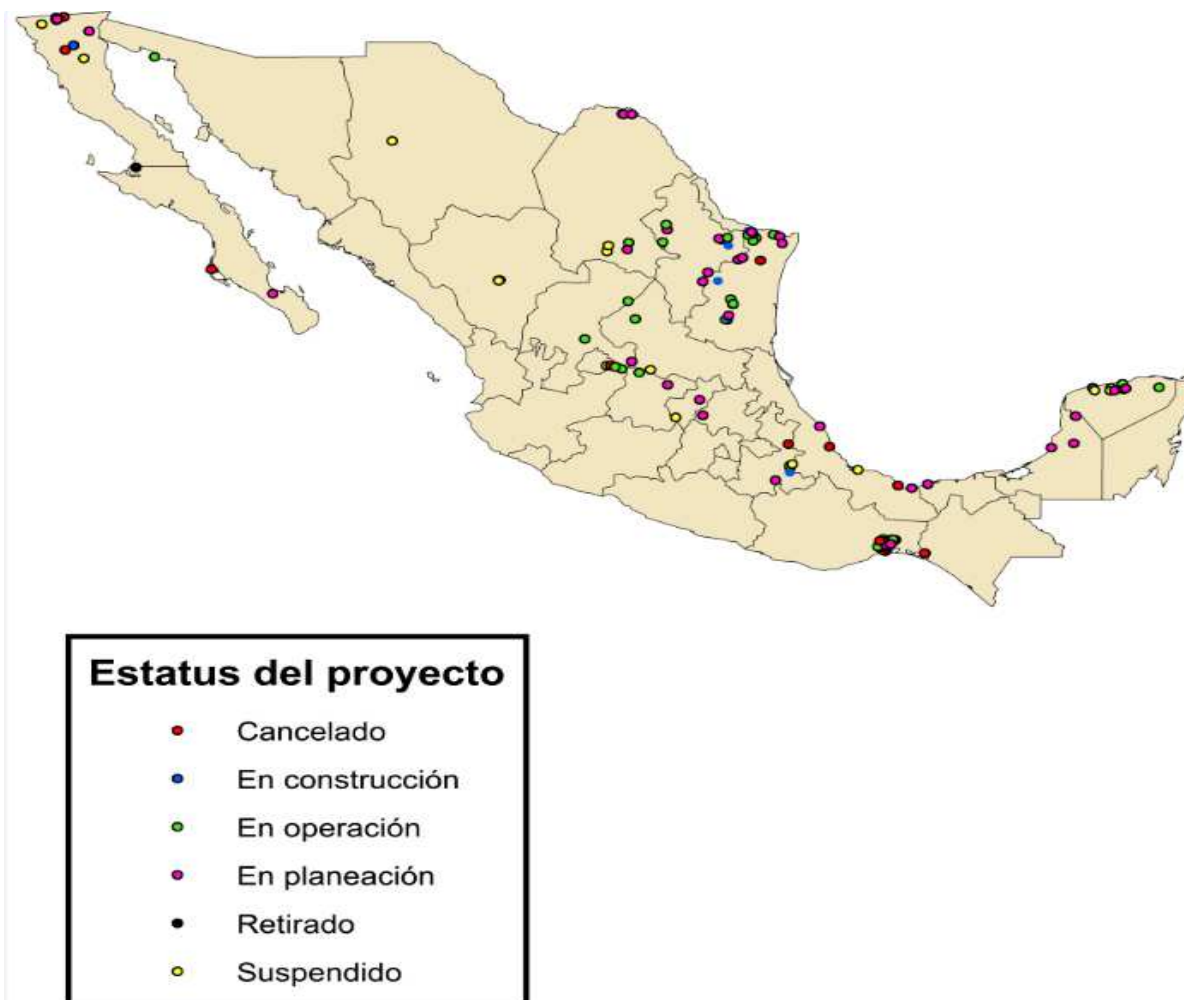 Estatus del proyecto
Cancelado
En construcción
En operación
En planeación
Retirado
Suspendido